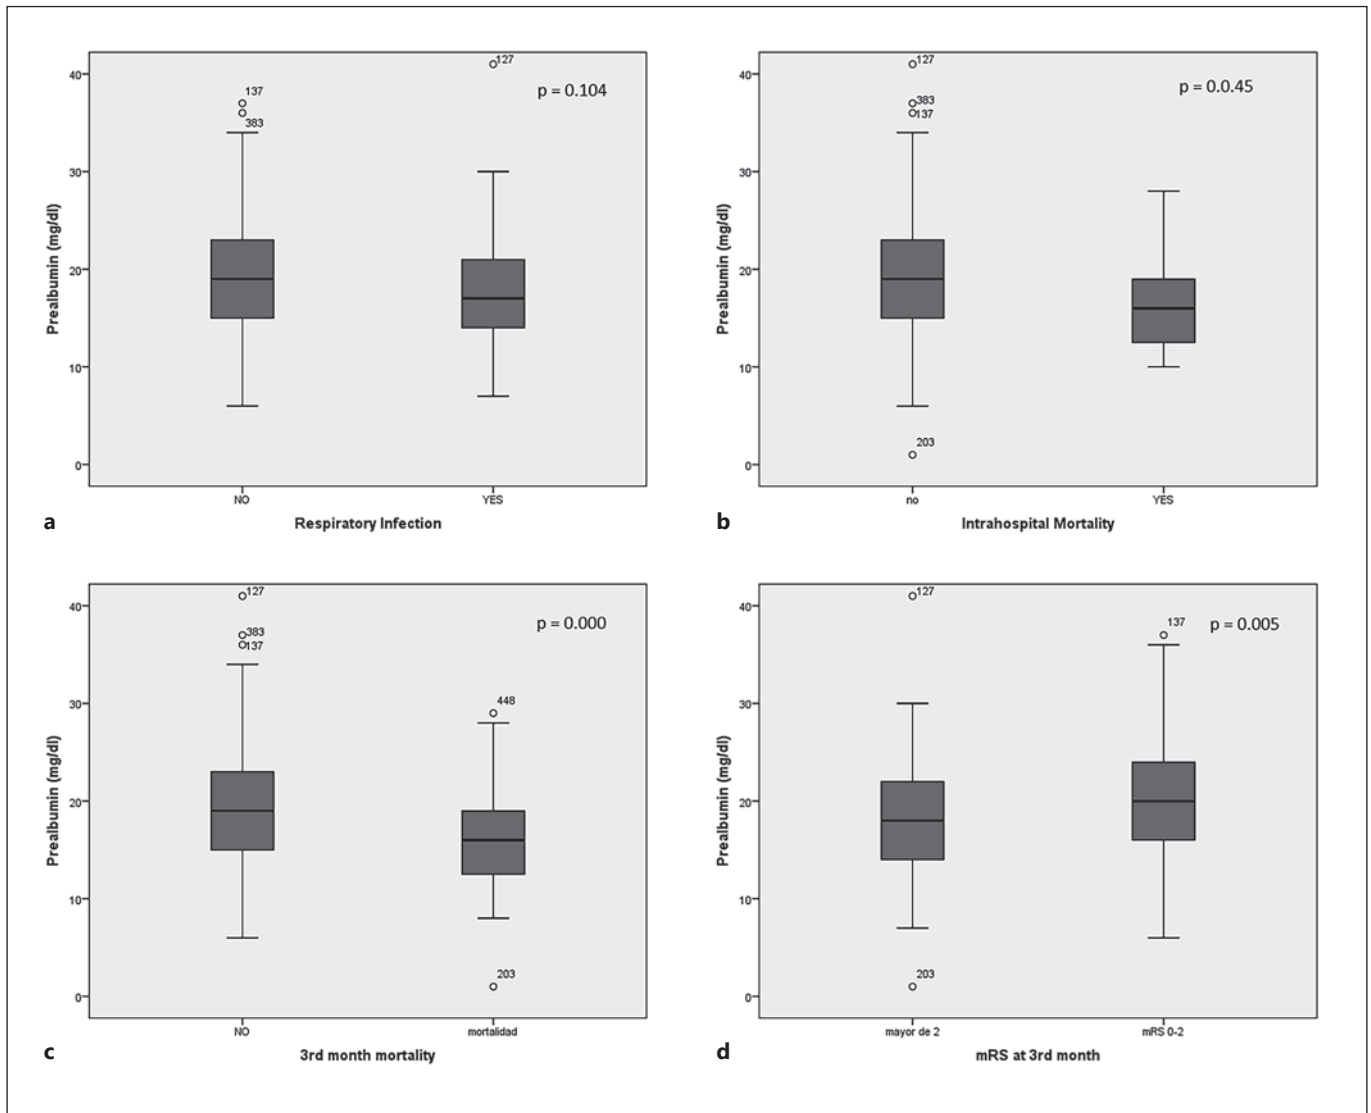 127
137
383
p = 0.104
40
30
20
10
0
Prealbumin (mg/dl)
NO
YES
a
Respiratory Infection
127
383
137
p = 0.0.45
40
30
20
10
0
203
Prealbumin (mg/dl)
no
YES
b
Intrahospital Mortality
127
383
137
p = 0.000
40
30
20
10
0
448
203
Prealbumin (mg/dl)
NO
mortalidad
c
3rd month mortality
127
137
p = 0.005
40
30
20
10
0
203
Prealbumin (mg/dl)
mayor de 2
mRS 0-2
d
mRS at 3rd month